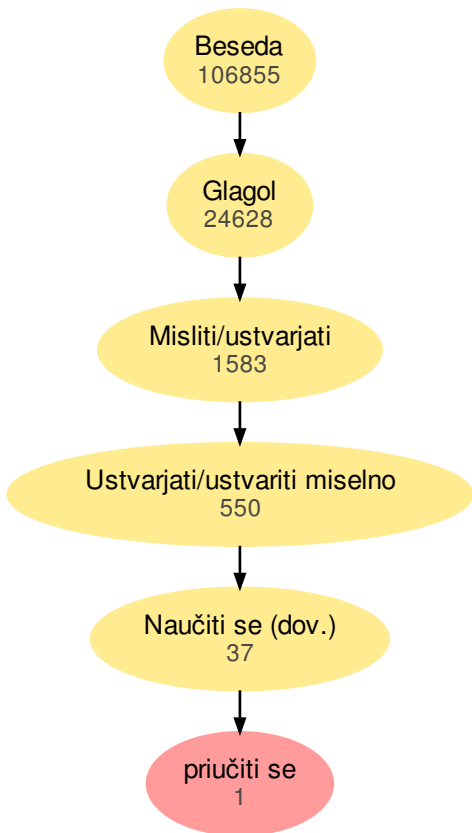 Beseda
106855
Glagol
24628
Misliti/ustvarjati
1583
Ustvarjati/ustvariti miselno
550
Naučiti se (dov.)
37
priučiti se
1